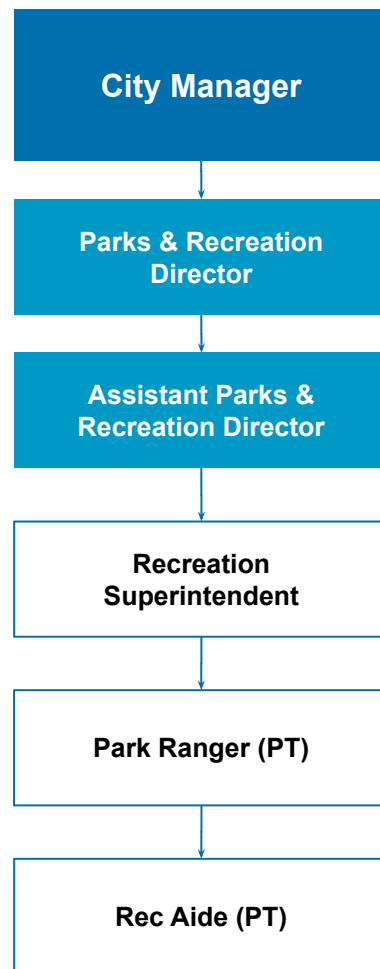 City Manager
Parks & Recreation
Director
Assistant Parks &
Recreation Director
Recreation
Superintendent
Park Ranger (PT)
Rec Aide (PT)